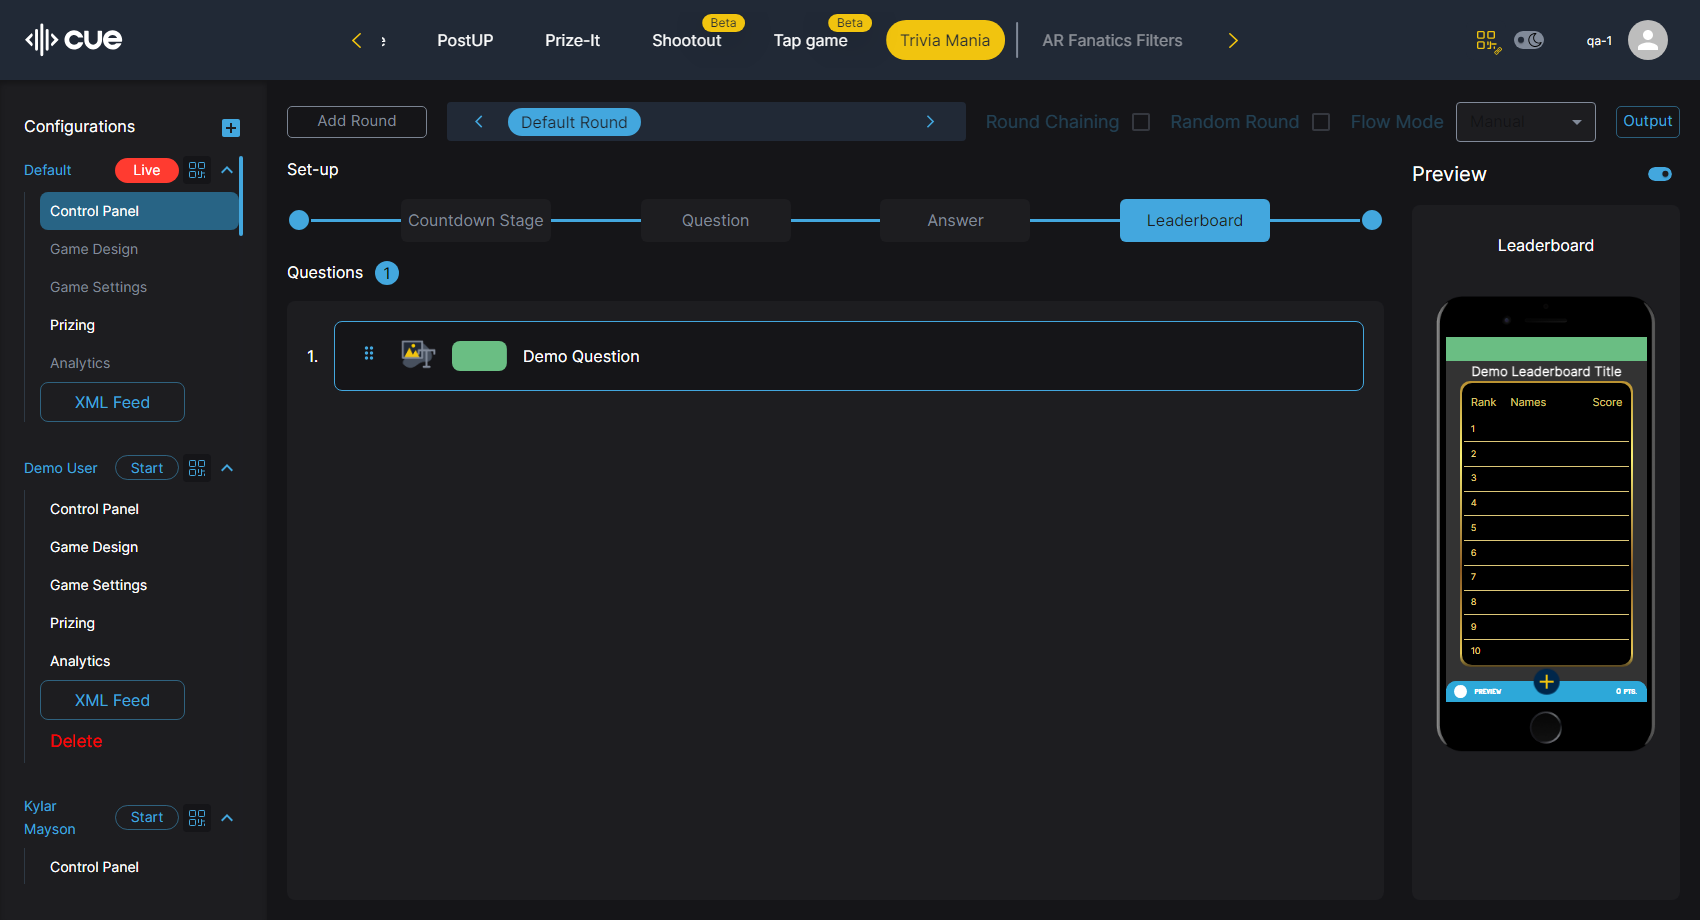 cue
PostUP
Prize-It
Beta
Shootout
Beta
Tap game
Trivia Mania
AR Fanatics Filters
qa-1
Configurations
Default
Live
Control Panel
Game Design
Game Settings
Prizing
Analytics
XML Feed
Demo User
Start
Control Panel
Game Design
Game Settings
Prizing
Analytics
XML Feed
Delete
Kylar
Mayson
Start
Control Panel
Add Round
Default Round
Round Chaining
Random Round
Flow Mode
Manual
Output
Set-up
Countdown Stage
Question
Answer
Leaderboard
Questions 1
1. Demo Question
Preview
Leaderboard
Demo Leaderboard Title
Rank Names Score
1
2
3
4
5
6
7
8
9
10
PREVIEW
0 PTS.